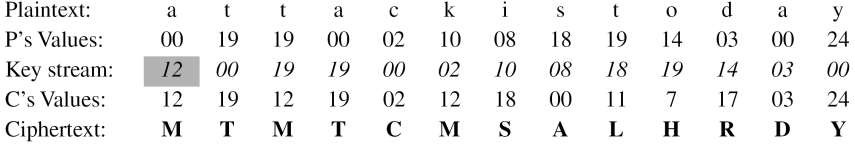 Plaintext: a t t a c k i s t o d a y
P's Values: 00 19 19 00 02 10 08 18 19 14 03 00 24
Key stream: 12 00 19 19 00 02 10 08 18 19 14 03 00
C's Values: 12 19 12 19 02 12 18 00 11 7 17 03 24
Ciphertext: M T M T C M S A L H R D Y